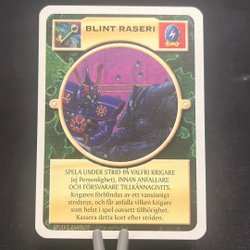 BLINT RASERI
SPELA UNDER STRID PÅ VALFRI KRIGARE
(ej Personlighet), INNAN ANFALLARE
OCH FÖRSVARARE TILLKÄNNAGIVITS.
Krigaren förblindas av ett vansinnigt
stridsrus, och får anfalla vilken krigare
som helst i spel oavsett tillhörighet.
Kassera detta kort efter striden.